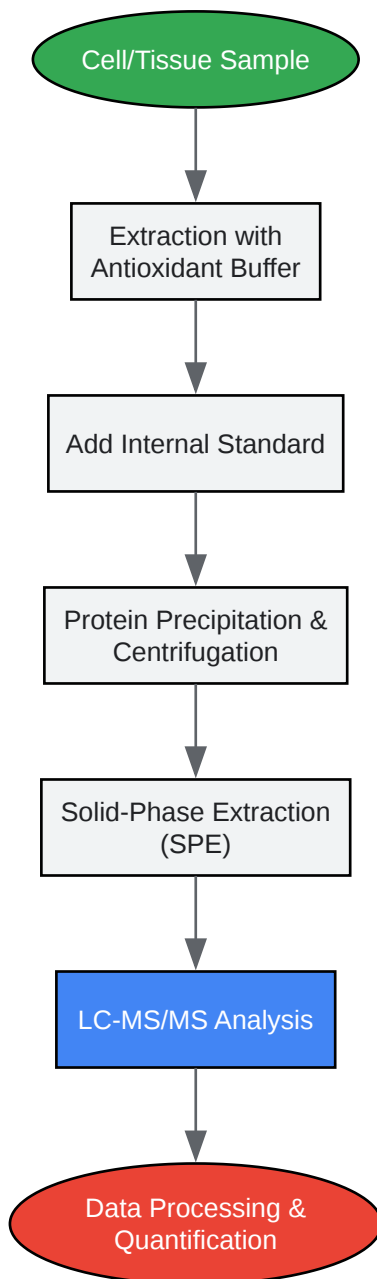 Cell/Tissue Sample
Extraction with
Antioxidant Buffer
Add Internal Standard
Protein Precipitation &
Centrifugation
Solid-Phase Extraction
(SPE)
LC-MS/MS Analysis
Data Processing &
Quantification